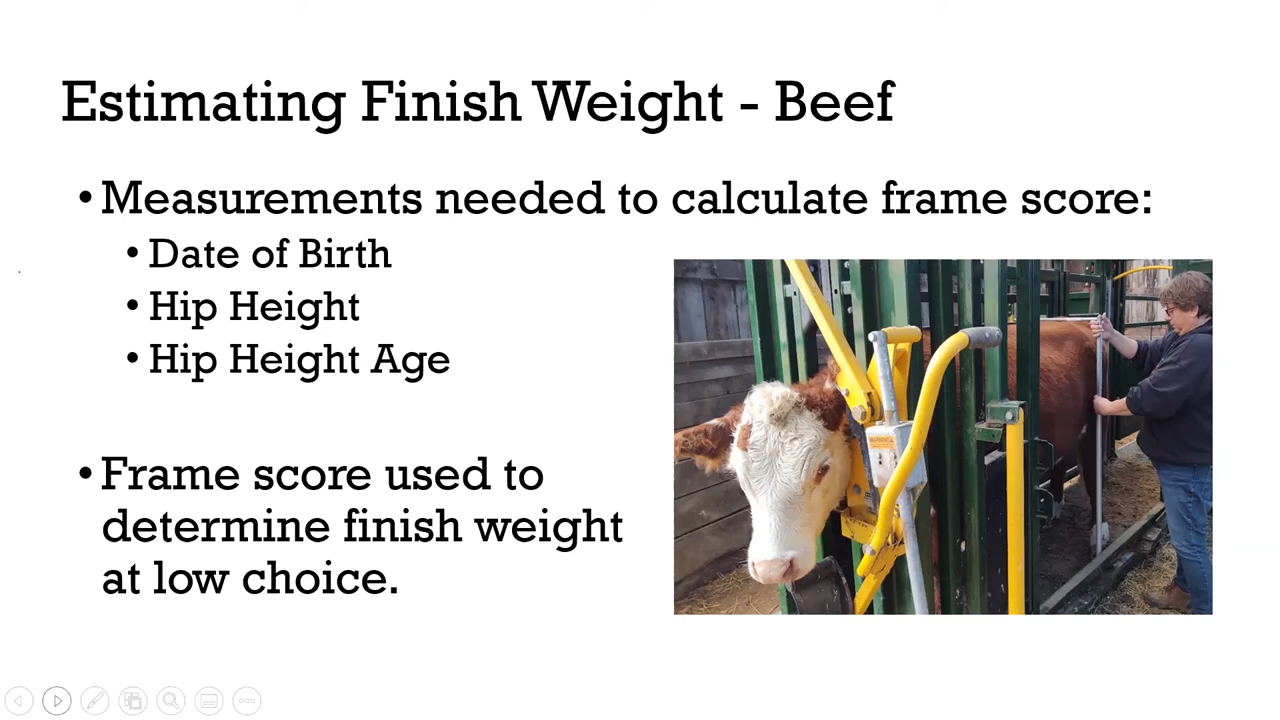 Estimating Finish Weight - Beef
• Measurements needed to calculate frame score:
• Date of Birth
• Hip Height
• Hip Height Age
• Frame score used to
determine finish weight
at low choice.
WARNING